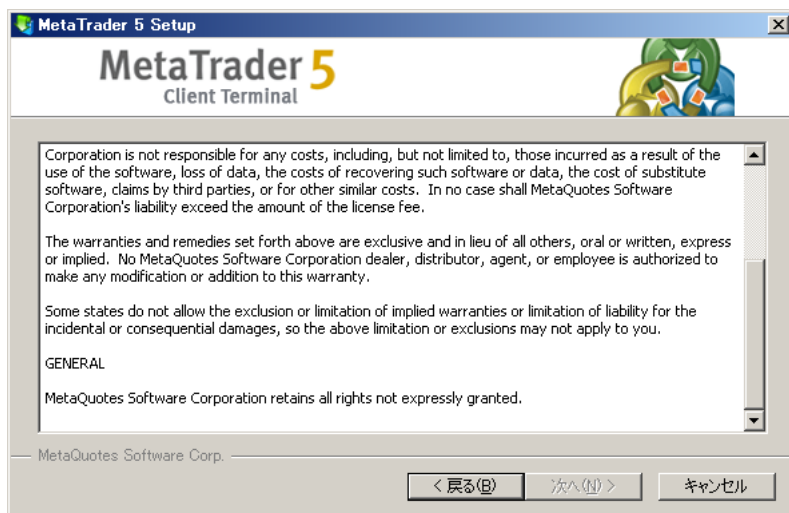 MetaTrader 5 Setup
MetaTrader 5
Client Terminal
Corporation is not responsible for any costs, including, but not limited to, those incurred as a result of the
use of the software, loss of data, the costs of recovering such software or data, the cost of substitute
software, claims by third parties, or for other similar costs.  In no case shall MetaQuotes Software
Corporation's liability exceed the amount of the license fee.
The warranties and remedies set forth above are exclusive and in lieu of all others, oral or written, express
or implied.  No MetaQuotes Software Corporation dealer, distributor, agent, or employee is authorized to
make any modification or addition to this warranty.
Some states do not allow the exclusion or limitation of implied warranties or limitation of liability for the
incidental or consequential damages, so the above limitation or exclusions may not apply to you.
GENERAL
MetaQuotes Software Corporation retains all rights not expressly granted.
MetaQuotes Software Corp.
< 戻る(B)
次へ(N) >
キャンセル